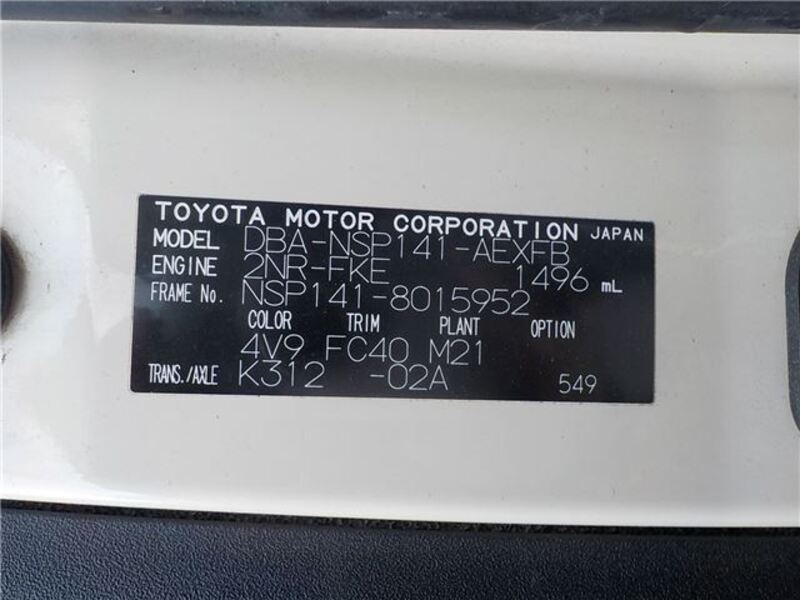 TOYOTA MOTOR CORPORATION JAPAN
MODEL DBA-NSP141-AEXFB
ENGINE 2NR-FKE 1496 mL
FRAME No. NSP141-8015952
COLOR TRIM PLANT OPTION
4V9 FC40 M21
TRANS./AXLE K312 -02A 549